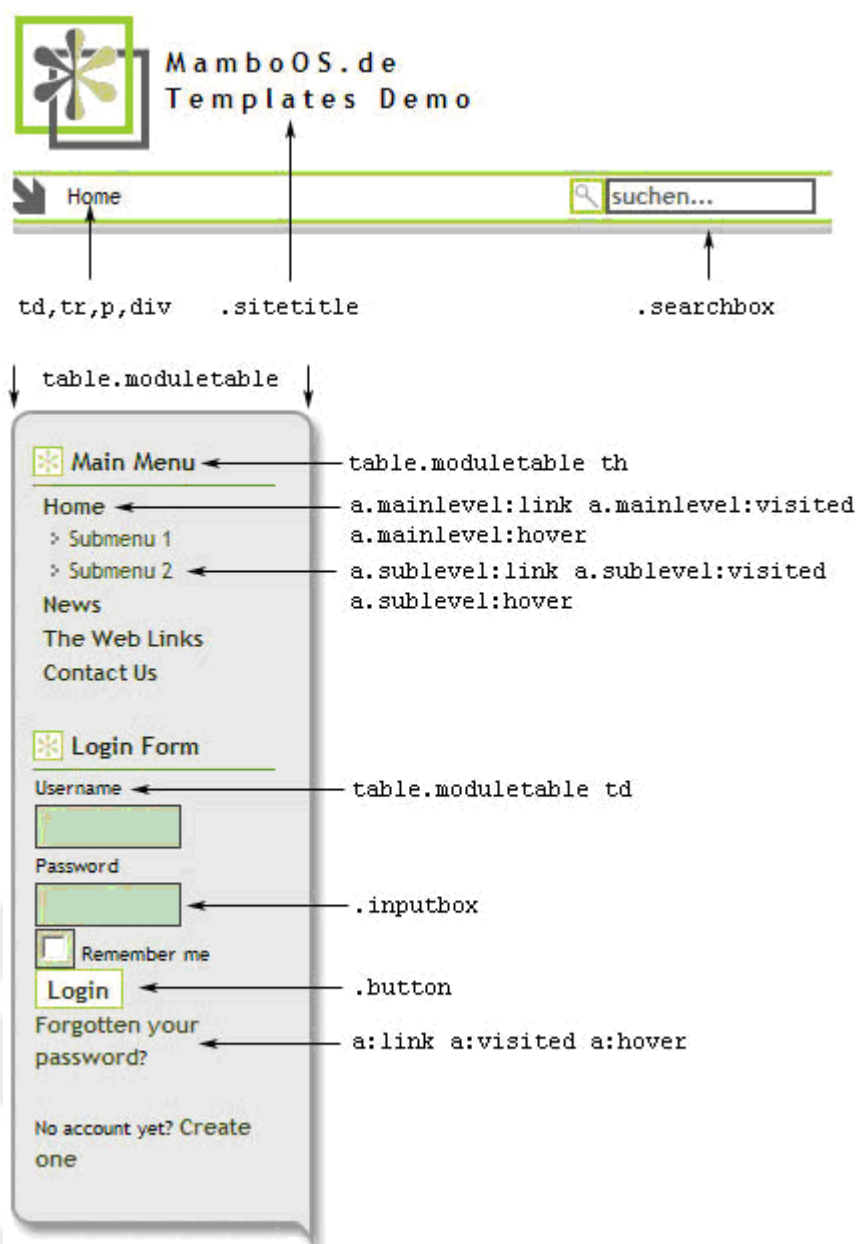 MamboOS.de
Templates Demo
Home
suchen...
td,tr,p,div
.sitetitle
.searchbox
table.moduletable
Main Menu
table.moduletable th
Home
a.mainlevel:link a.mainlevel:visited
Submenu 1
a.mainlevel:hover
Submenu 2
a.sublevel:link a.sublevel:visited
News
a.sublevel:hover
The Web Links
Contact Us
Login Form
Username
table.moduletable td
Password
.inputbox
Remember me
Login
.button
Forgotten your
a:link a:visited a:hover
password?
No account yet? Create
one